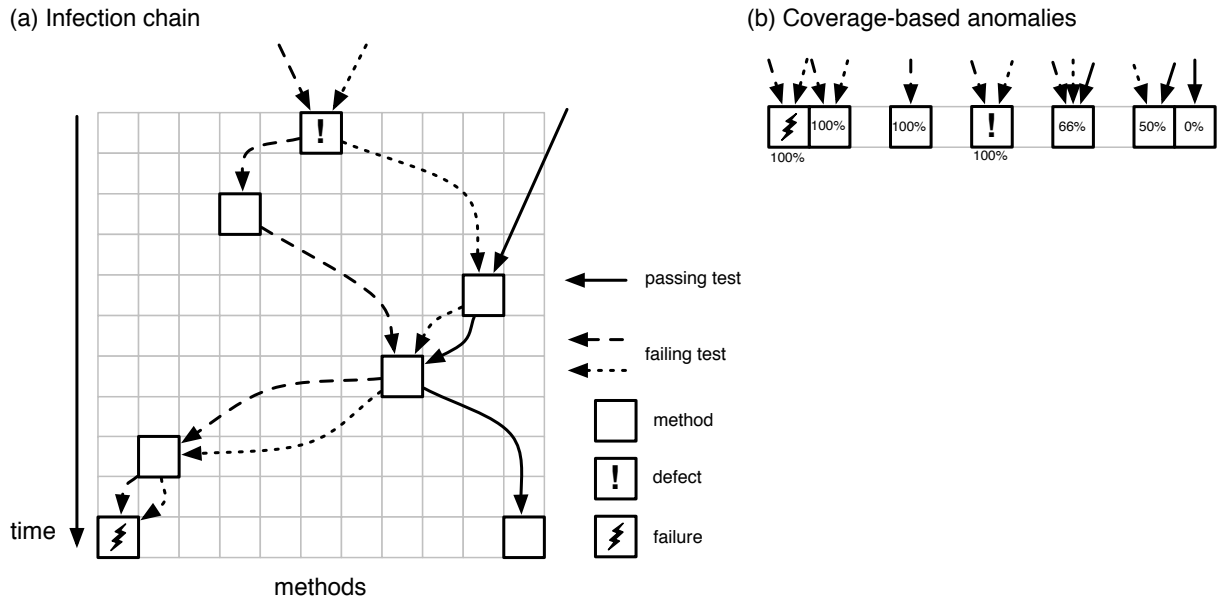 (a) Infection chain
!
time
methods
passing test
failing test
method
! defect
failure
(b) Coverage-based anomalies
100% 100% ! 66% 50% 0%
100% 100%